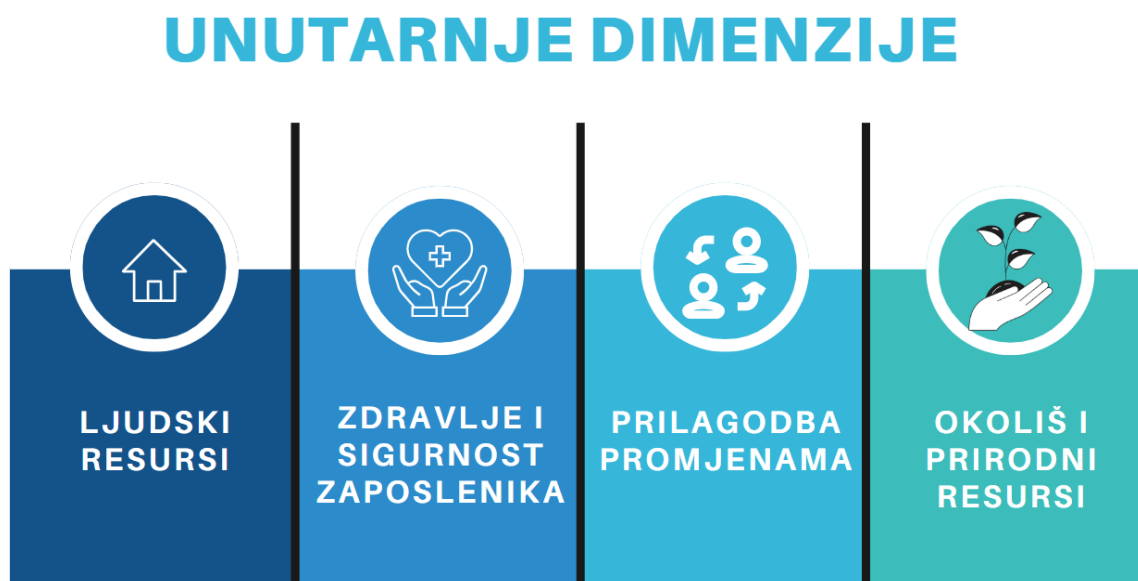 UNUTARNJE DIMENZIJE
LJUDSKI
RESURSI
ZDRAVLJE I
SIGURNOST
ZAPOSLENIKA
PRILAGODBA
PROMJENAMA
OKOLIŠ I
PRIRODNI
RESURSI